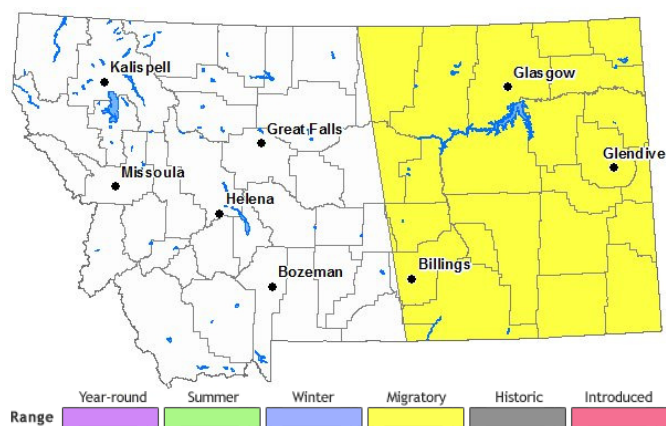 Kalispell
Glasgow
Great Falls
Glendive
Missoula
Helena
Billings
Bozeman
Year-round Summer Winter Migratory Historic Introduced
Range